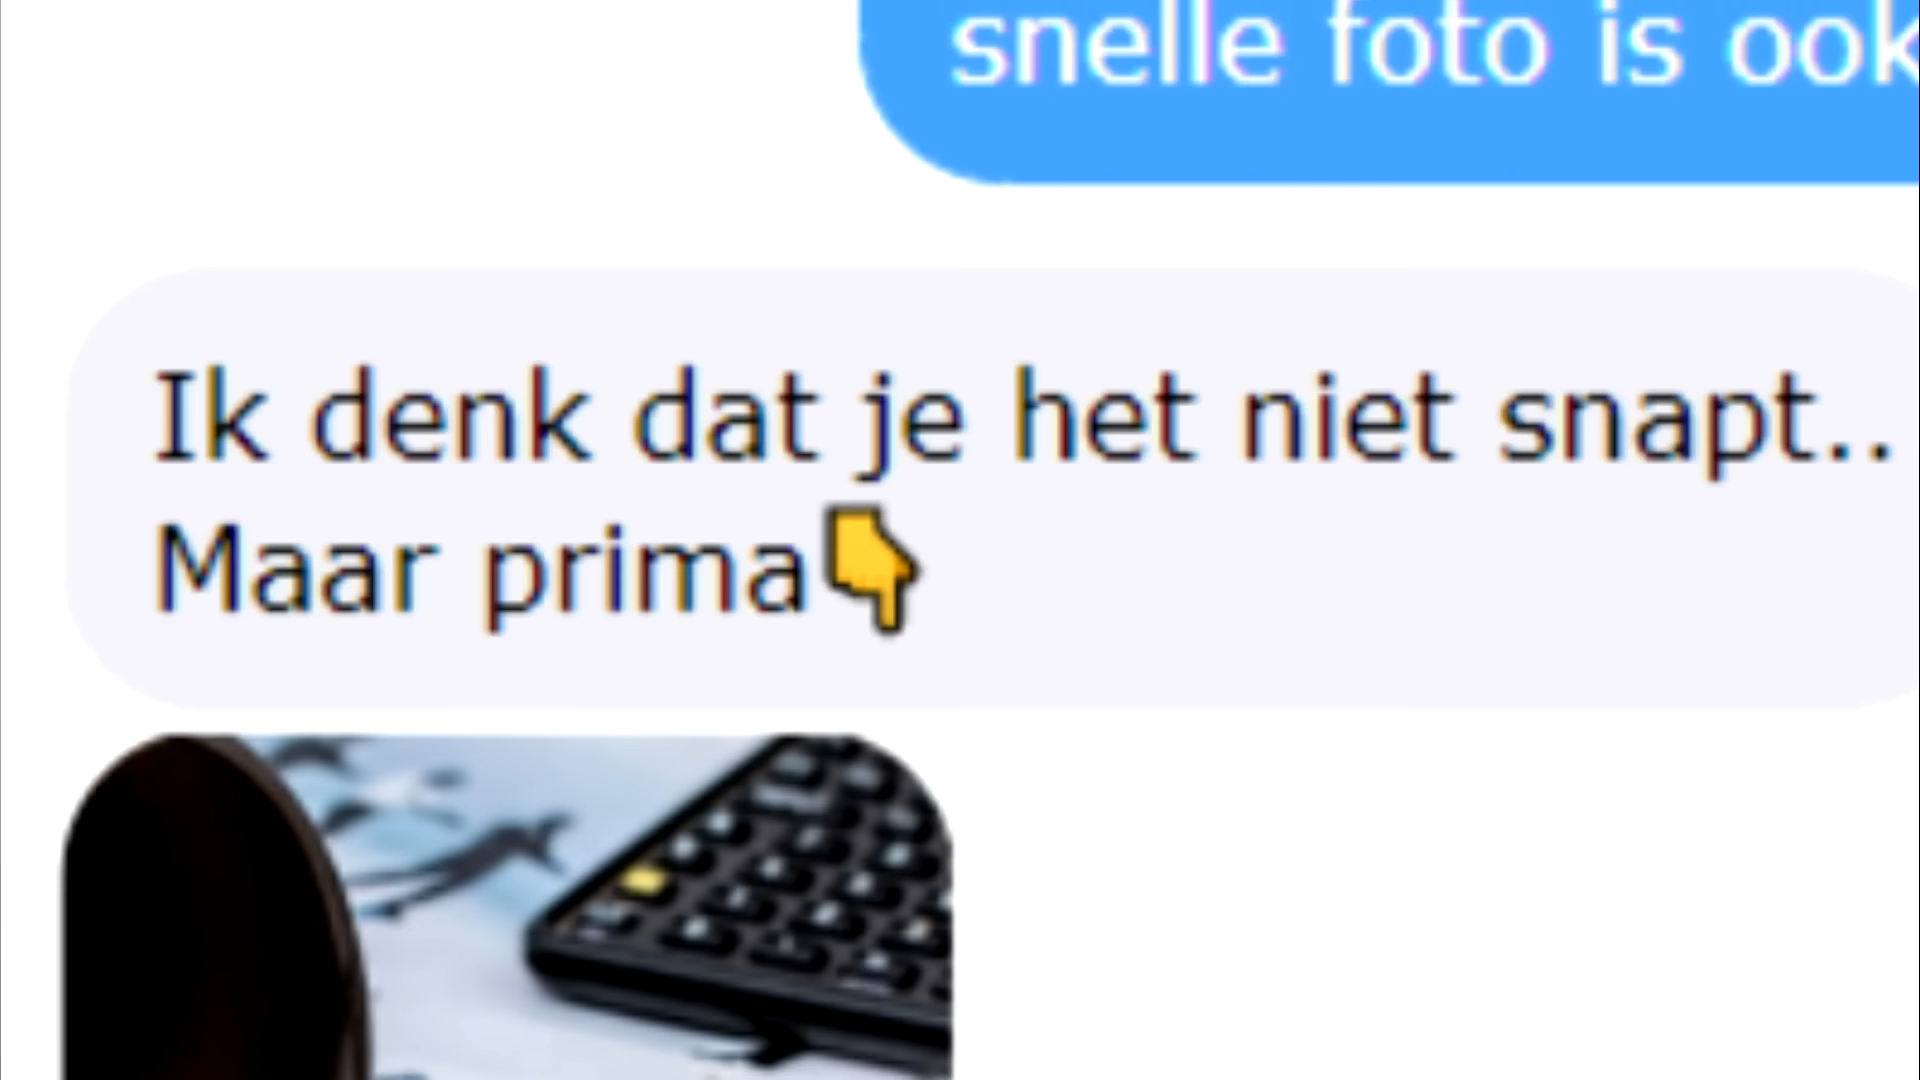 snelle foto is ook
Ik denk dat je het niet snapt..
Maar prima👇